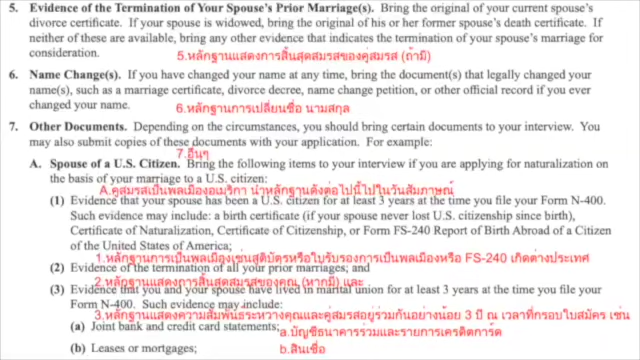 5. Evidence of the Termination of Your Spouse's Prior Marriage(s). Bring the original of your current spouse's
divorce certificate. If your spouse is widowed, bring the original of his or her former spouse's death certificate. If
neither of these are available, bring any other evidence that indicates the termination of your spouse's marriage for
consideration.
5.หลักฐานแสดงการสิ้นสุดสมรสของคู่สมรส (ถ้ามี)
6. Name Change(s). If you have changed your name at any time, bring the document(s) that legally changed your
name(s), such as a marriage certificate, divorce decree, name change petition, or other official record if you ever
changed your name.
6.หลักฐานการเปลี่ยนชื่อ นามสกุล
7. Other Documents. Depending on the circumstances, you should bring certain documents to your interview. You
may also submit copies of these documents with your application. For example:
7.อื่นๆ
A. Spouse of a U.S. Citizen. Bring the following items to your interview if you are applying for naturalization on
the basis of your marriage to a U.S. citizen:
A.คู่สมรสเป็นพลเมืองอเมริกา นำหลักฐานดังต่อไปนี้ไปในวันสัมภาษณ์
(1) Evidence that your spouse has been a U.S. citizen for at least 3 years at the time you file your Form N-400.
Such evidence may include: a birth certificate (if your spouse never lost U.S. citizenship since birth),
Certificate of Naturalization, Certificate of Citizenship, or Form FS-240 Report of Birth Abroad of a Citizen
of the United States of America;
1.หลักฐานการเป็นพลเมืองเช่นสูติบัตรหรือใบรับรองการเป็นพลเมืองหรือ FS-240 เกิดต่างประเทศ
(2) Evidence of the termination of all your prior marriages; and
2.หลักฐานแสดงการสิ้นสุดสมรสของคุณ (หากมี) และ
(3) Evidence that you and your spouse have lived in marital union for at least 3 years at the time you file your
Form N-400. Such evidence may include:
3.หลักฐานแสดงความสัมพันธ์ระหว่างคุณและคู่สมรสอยู่ร่วมกันอย่างน้อย 3 ปี ณ เวลาที่กรอกใบสมัคร เช่น
(a) Joint bank and credit card statements;
a.บัญชีธนาคารร่วมและรายการเครดิตการ์ด
(b) Leases or mortgages;
b.สินเชื่อ